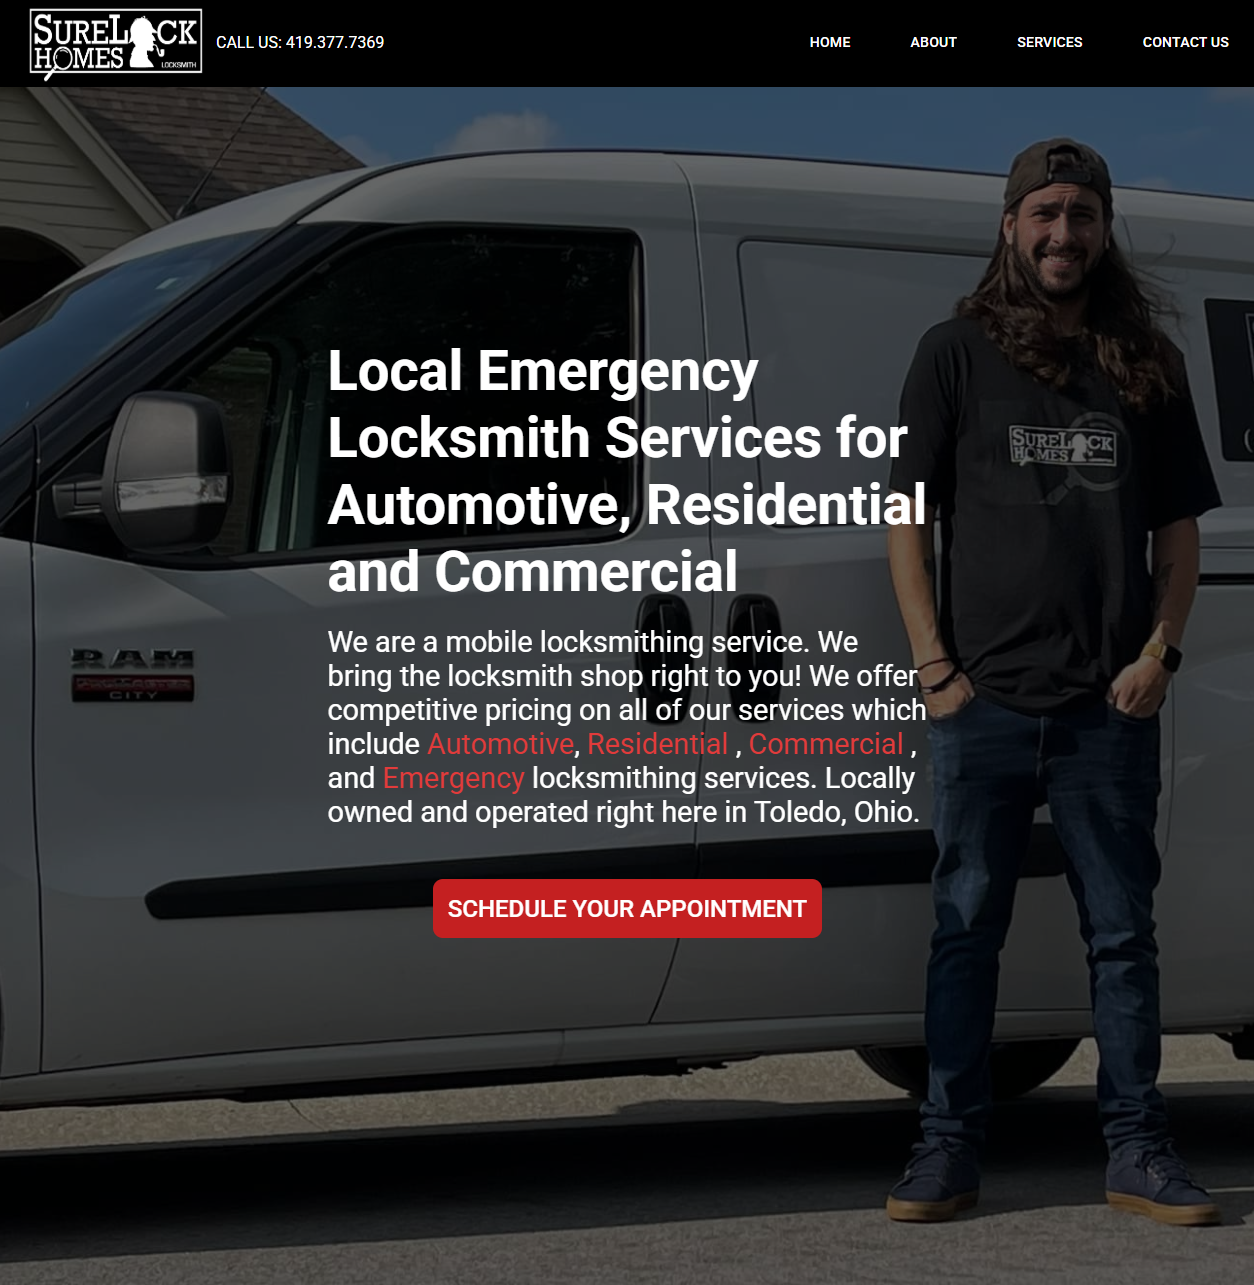 SURELOCK
HOMES
LOCKSMITH
CALL US: 419.377.7369
HOME
ABOUT
SERVICES
CONTACT US
SURELOCK
HOMES
Local Emergency
Locksmith Services for
Automotive, Residential
and Commercial
RAM
PROMASTER
CITY
We are a mobile locksmithing service. We
bring the locksmith shop right to you! We offer
competitive pricing on all of our services which
include Automotive, Residential , Commercial ,
and Emergency locksmithing services. Locally
owned and operated right here in Toledo, Ohio.
SCHEDULE YOUR APPOINTMENT